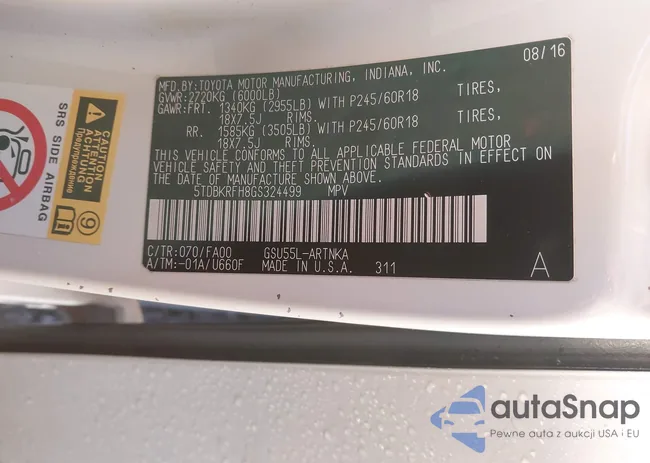 08/16
MFD.BY:TOYOTA MOTOR MANUFACTURING, INDIANA, INC.
GVWR:2720KG (6000LB)
GAWR:FRT. 1340KG (2955LB) WITH P245/60R18 TIRES,
18X7.5J RIMS.
RR. 1585KG (3505LB) WITH P245/60R18 TIRES,
18X7.5J RIMS.
THIS VEHICLE CONFORMS TO ALL APPLICABLE FEDERAL MOTOR
VEHICLE SAFETY AND THEFT PREVENTION STANDARDS IN EFFECT ON
THE DATE OF MANUFACTURE SHOWN ABOVE.
5TDBKRFH8GS324499 MPV
C/TR:070/FA00 GSU55L-ARTNKA
A/TM:-01A/U660F MADE IN U.S.A. 311
A
SRS SIDE AIRBAG
CAUTION
ATTENTION
ACHTUNG
Предупреждение
9
autaSnap
Pewne auta z aukcji USA i EU